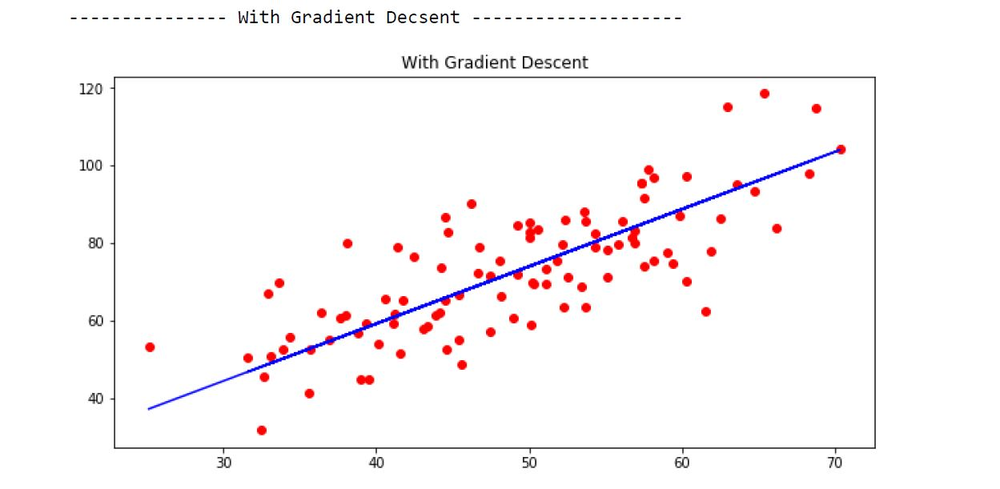 --------------- With Gradient Decsent --------------------
With Gradient Descent
120
100
80
60
40
30 40 50 60 70